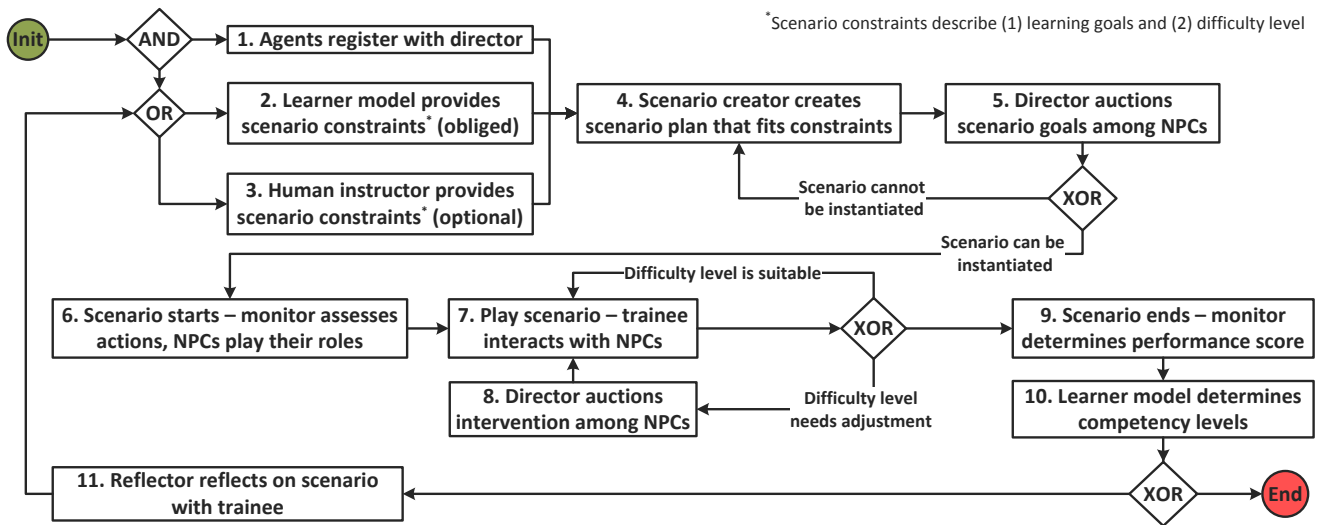 *Scenario constraints describe (1) learning goals and (2) difficulty level
Init
AND
1. Agents register with director
OR
2. Learner model provides
scenario constraints* (obliged)
3. Human instructor provides
scenario constraints* (optional)
4. Scenario creator creates
scenario plan that fits constraints
5. Director auctions
scenario goals among NPCs
XOR
Scenario cannot
be instantiated
Scenario can be
instantiated
6. Scenario starts – monitor assesses
actions, NPCs play their roles
7. Play scenario – trainee
interacts with NPCs
Difficulty level is suitable
XOR
Difficulty level
needs adjustment
8. Director auctions
intervention among NPCs
9. Scenario ends – monitor
determines performance score
10. Learner model determines
competency levels
XOR
End
11. Reflector reflects on scenario
with trainee